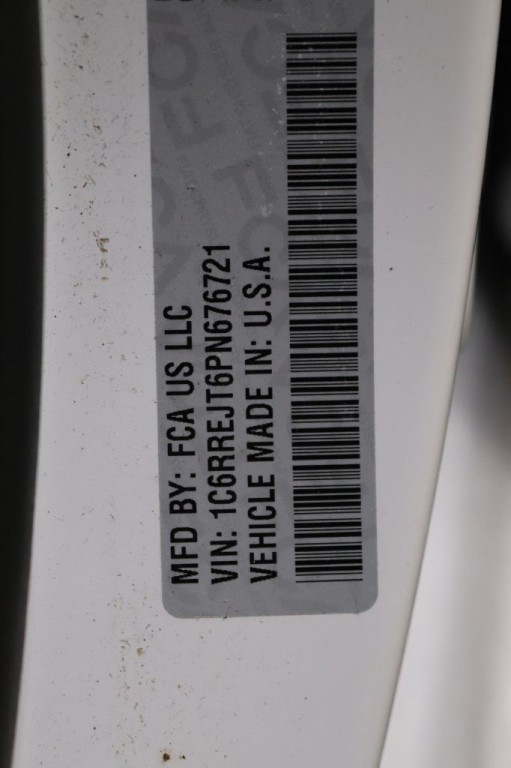 MFD BY: FCA US LLC
VIN: 1C6RREJT6PN676721
VEHICLE MADE IN: U.S.A.